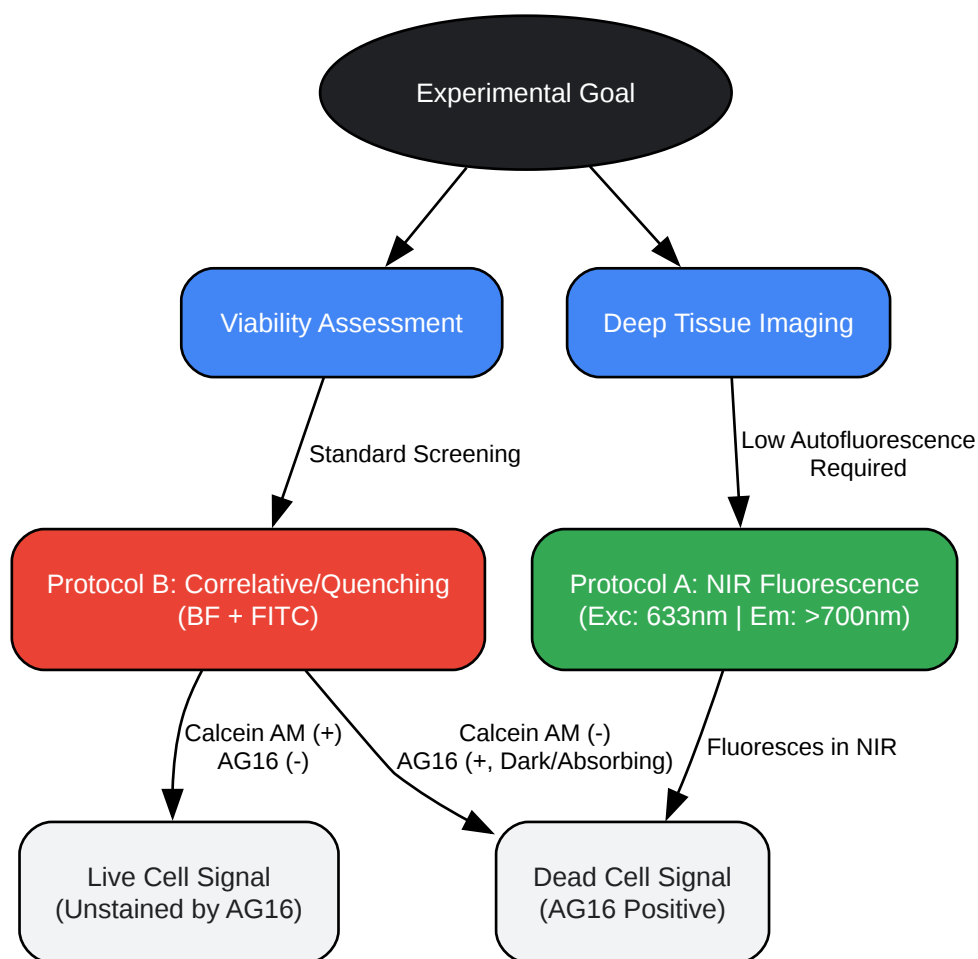 Experimental Goal
Viability Assessment
Deep Tissue Imaging
Standard Screening
Low Autofluorescence
Required
Protocol B: Correlative/Quenching
(BF + FITC)
Protocol A: NIR Fluorescence
(Exc: 633nm | Em: >700nm)
Calcein AM (+)
AG16 (-)
Calcein AM (-)
AG16 (+, Dark/Absorbing)
Fluoresces in NIR
Live Cell Signal
(Unstained by AG16)
Dead Cell Signal
(AG16 Positive)